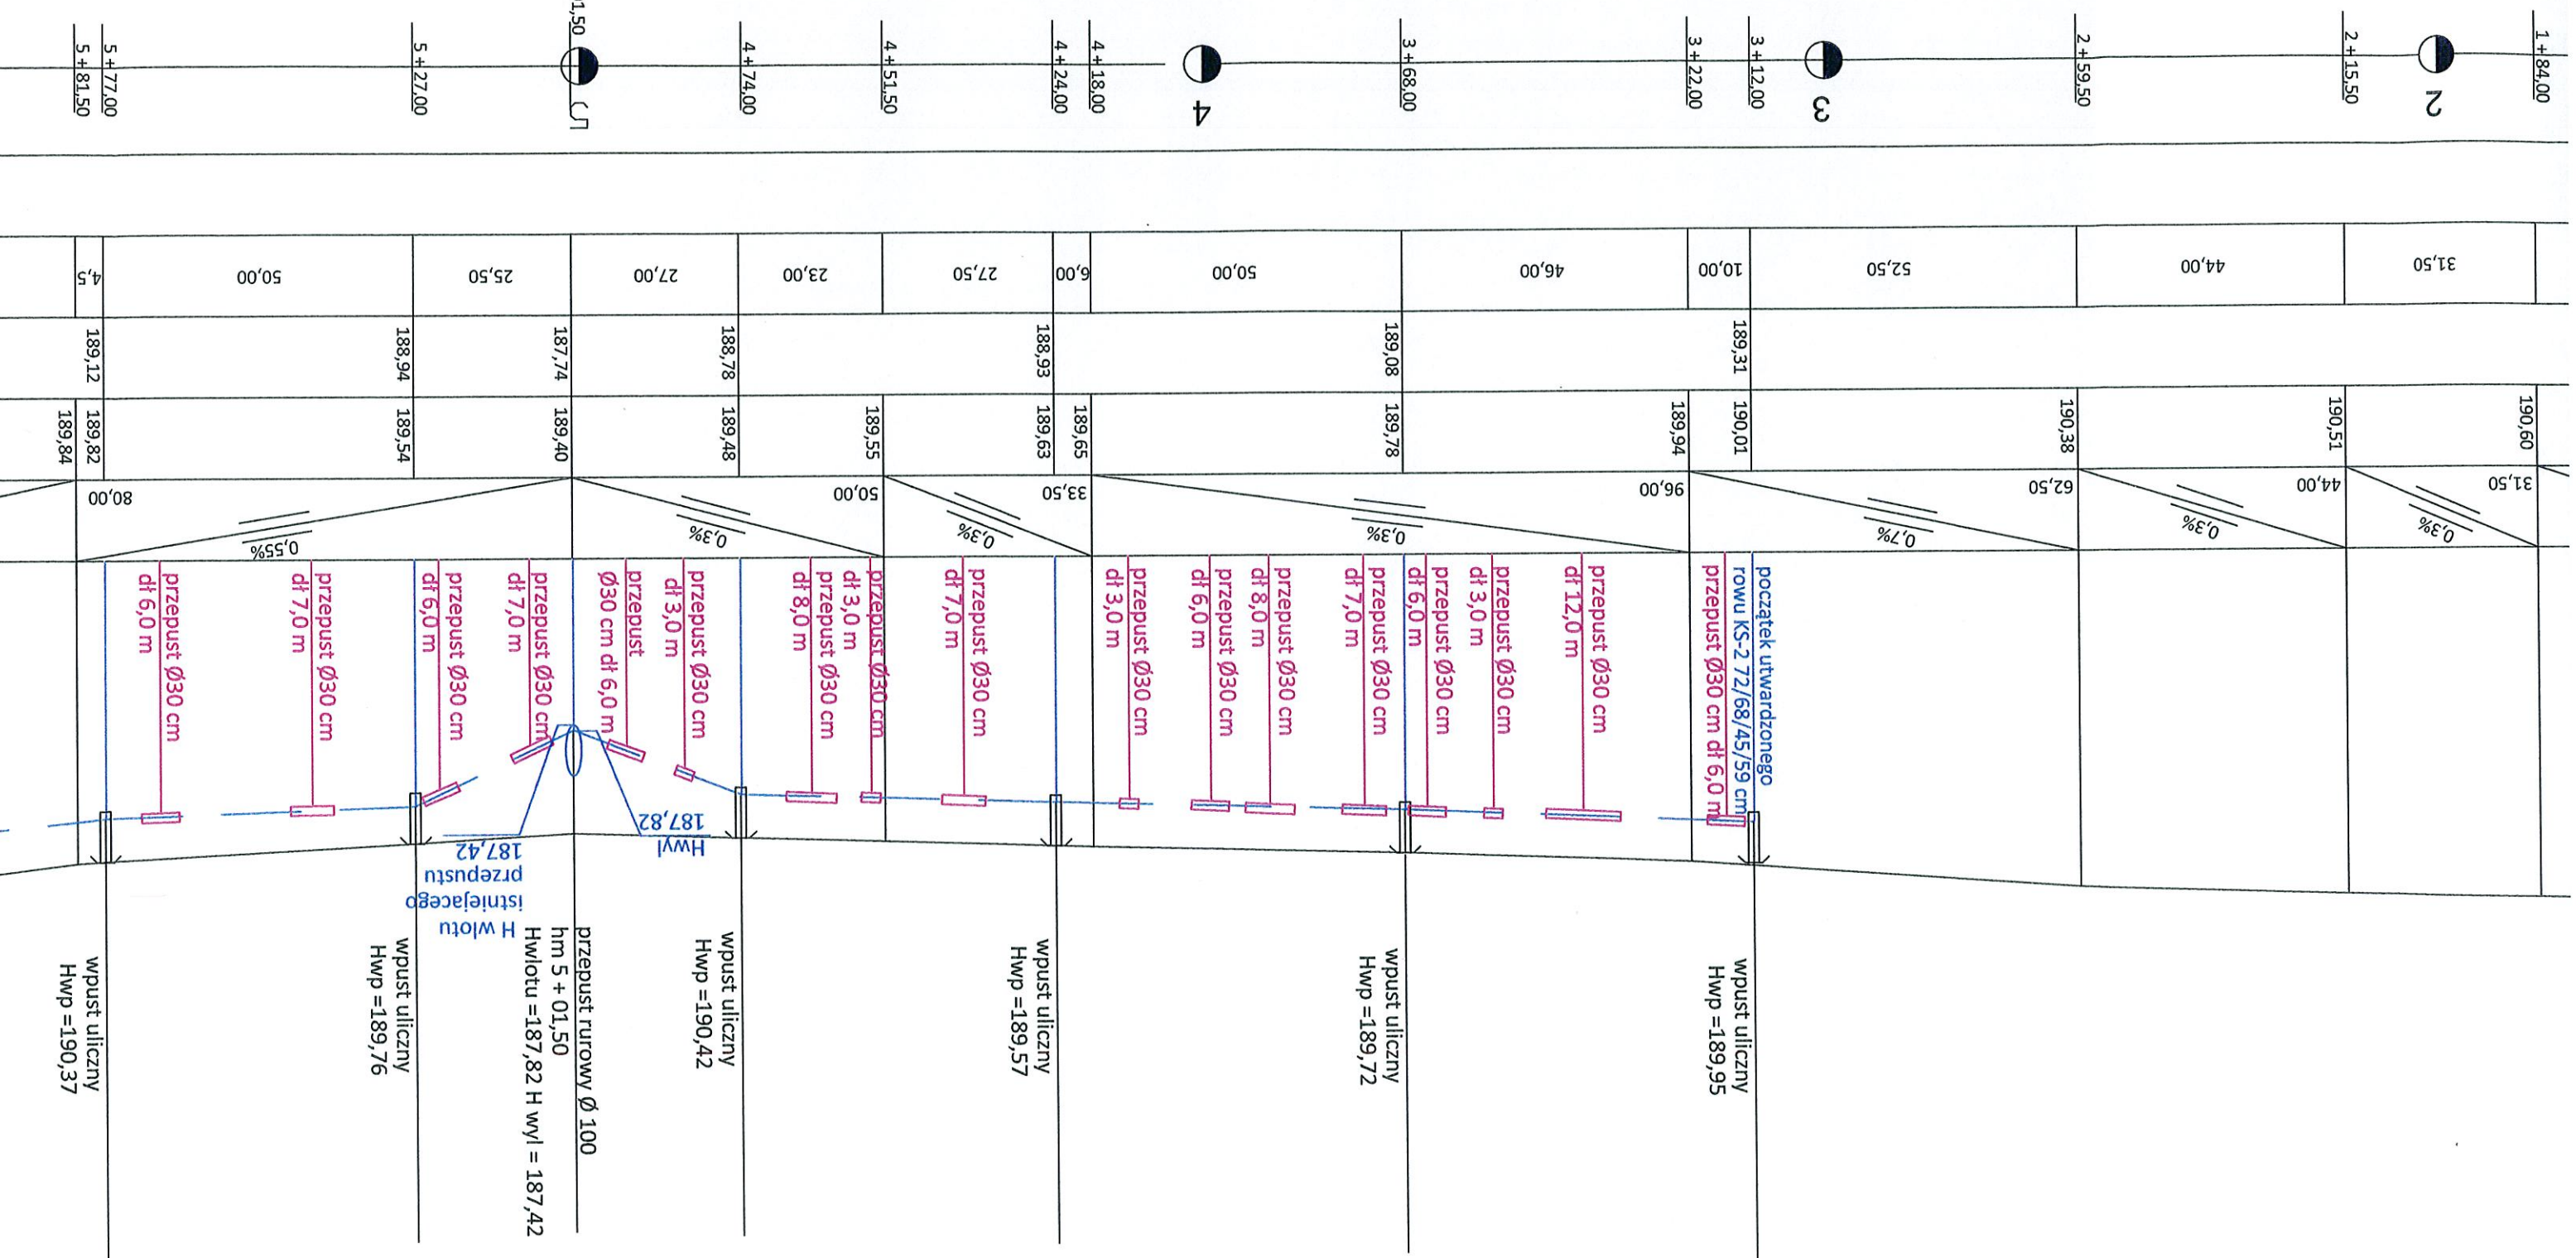 1+84,00
2
2+15,50
2+59,50
3
3+12,00
3+22,00
3+68,00
4
4+18,00
4+24,00
4+51,50
4+74,00
5
1,50
5+27,00
5+77,00
5+81,50
31,50
44,00
52,50
10,00
46,00
50,00
6,00
27,50
23,00
27,00
25,50
50,00
4,5
189,31
189,08
188,93
188,78
187,74
188,94
189,12
190,60
190,51
190,38
190,01
189,94
189,78
189,65
189,63
189,55
189,48
189,40
189,54
189,82
189,84
31,50
0,3%
44,00
0,3%
62,50
0,7%
96,00
0,3%
33,50
0,3%
50,00
0,3%
80,00
0,55%
początek utwardzonego
rowu KS-2 72/68/45/59 cm
przepust Ø30 cm dł 6,0 m
przepust Ø30 cm
dł 12,0 m
przepust Ø30 cm
dł 3,0 m
przepust Ø30 cm
dł 6,0 m
przepust Ø30 cm
dł 7,0 m
przepust Ø30 cm
dł 8,0 m
przepust Ø30 cm
dł 6,0 m
przepust Ø30 cm
dł 3,0 m
przepust Ø30 cm
dł 7,0 m
przepust Ø30 cm
dł 3,0 m
przepust Ø30 cm
dł 8,0 m
przepust Ø30 cm
dł 3,0 m
przepust
Ø30 cm dł 6,0 m
przepust Ø30 cm
dł 7,0 m
przepust Ø30 cm
dł 6,0 m
przepust Ø30 cm
dł 7,0 m
przepust Ø30 cm
dł 6,0 m
Hwyl
187,82
H wlotu
istniejacego
przepustu
187,42
wpust uliczny
Hwp =189,95
wpust uliczny
Hwp =189,72
wpust uliczny
Hwp =189,57
wpust uliczny
Hwp =190,42
przepust rurowy Ø 100
hm 5 + 01,50
Hwlotu =187,82 H wyl = 187,42
wpust uliczny
Hwp =189,76
wpust uliczny
Hwp =190,37